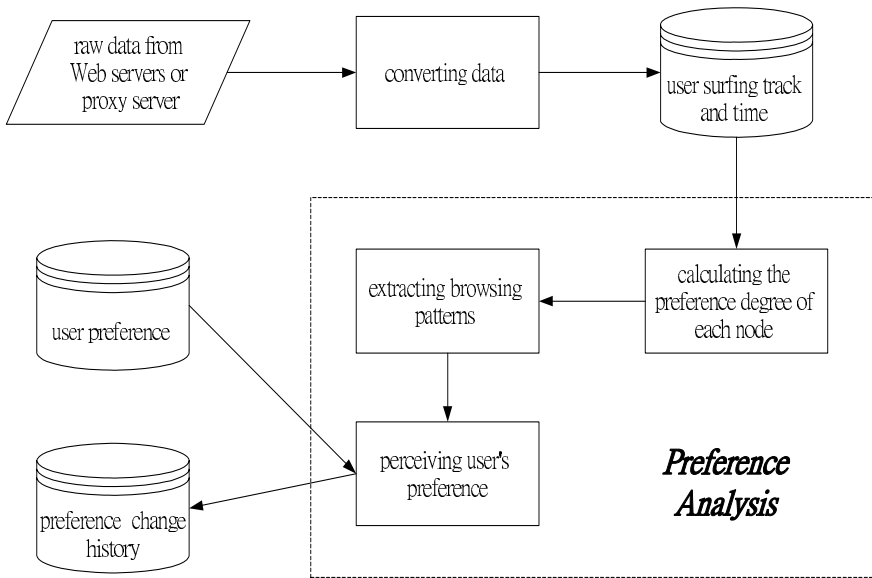 raw data from
Web servers or
proxy server
converting data
user surfing track
and time
user preference
extracting browsing
patterns
calculating the
preference degree of
each node
perceiving user's
preference
preference change
history
Preference
Analysis